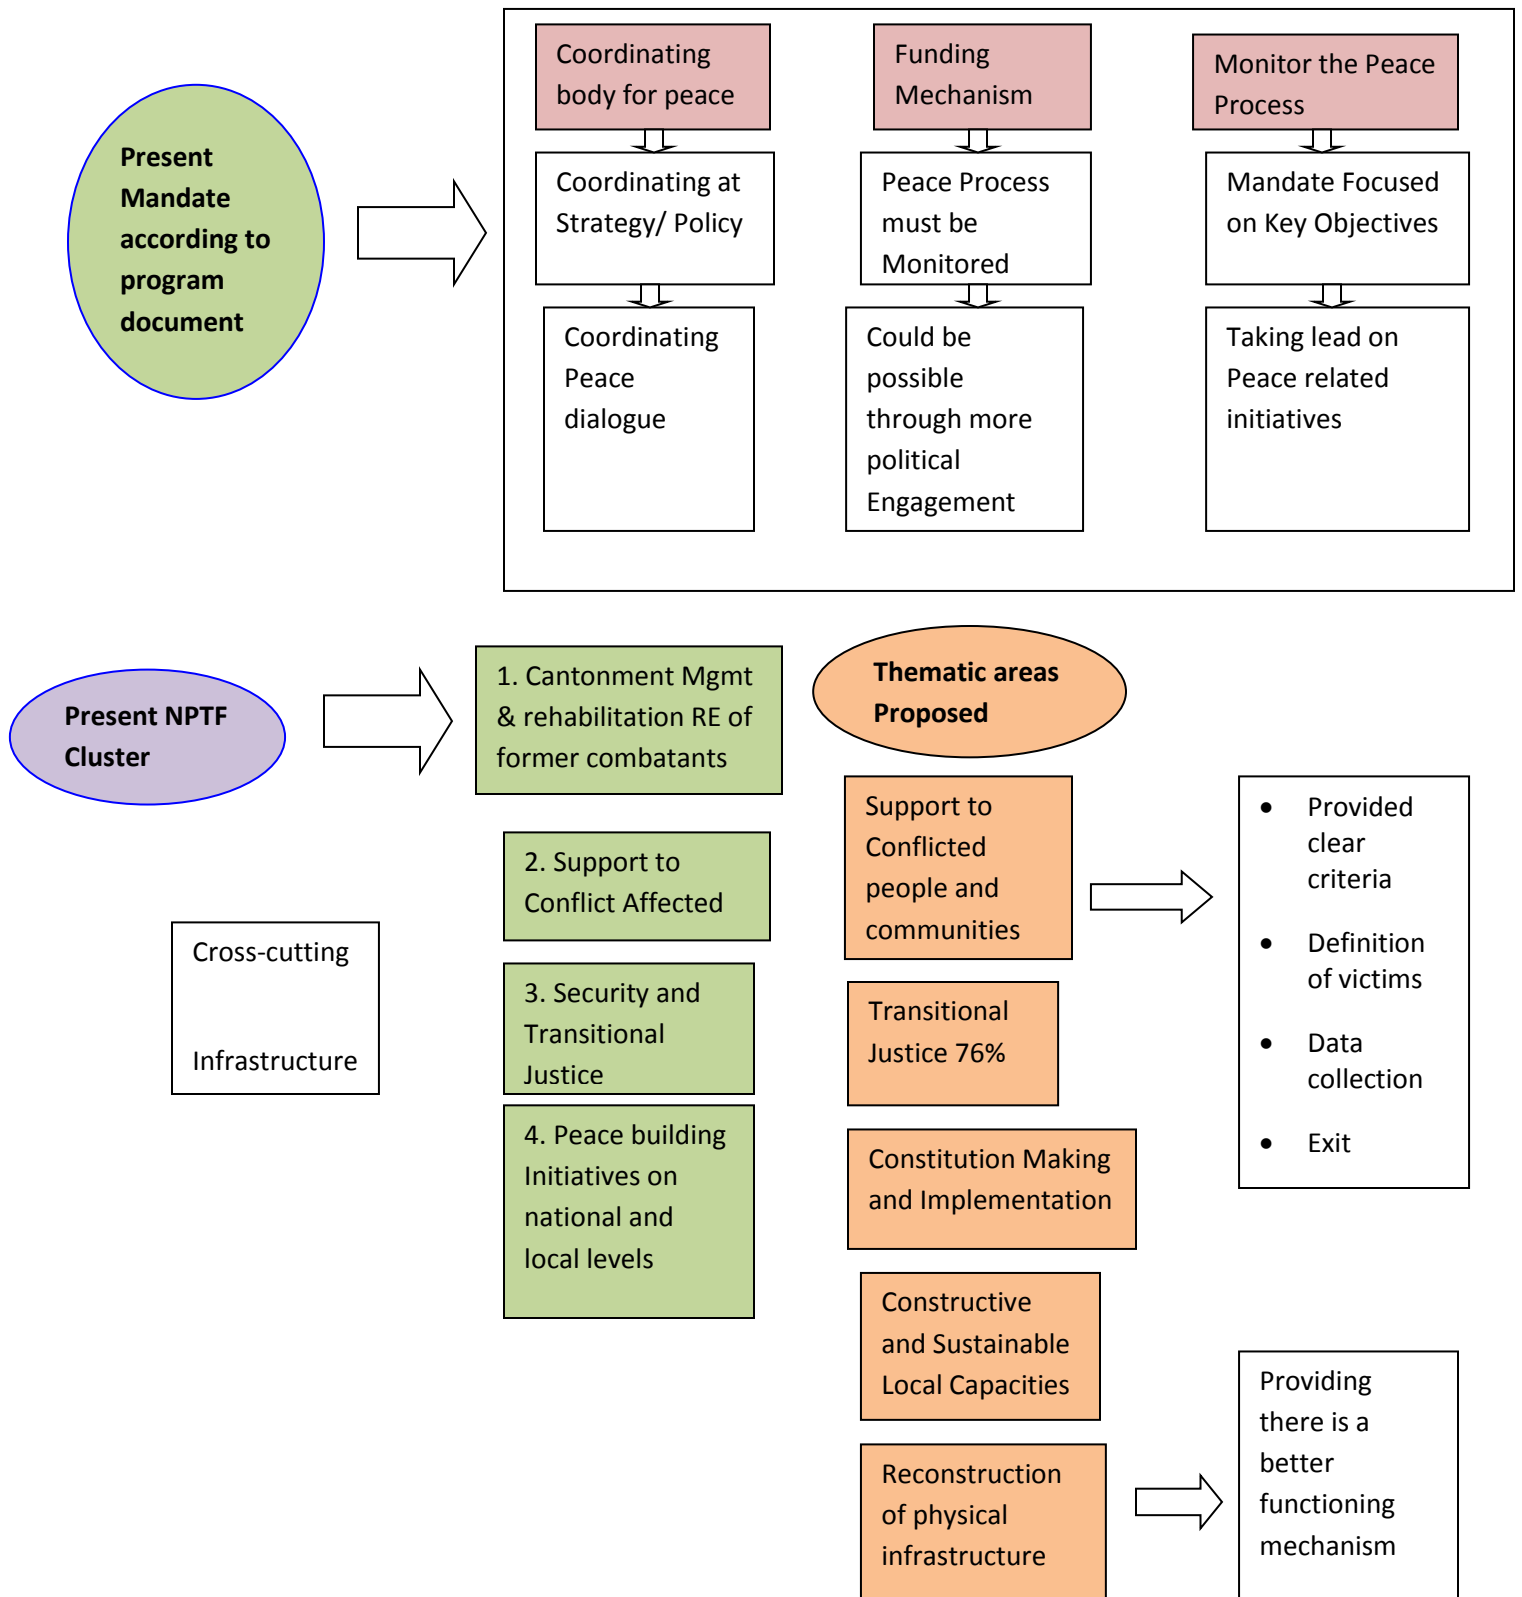 Present
Mandate
according to
program
document
Coordinating
body for peace
Coordinating at
Strategy/ Policy
Coordinating
Peace
dialogue
Funding
Mechanism
Peace Process
must be
Monitored
Could be
possible
through more
political
Engagement
Monitor the Peace
Process
Mandate Focused
on Key Objectives
Taking lead on
Peace related
initiatives
Present NPTF
Cluster
Cross-cutting
Infrastructure
1. Cantonment Mgmt
& rehabilitation RE of
former combatants
2. Support to
Conflict Affected
3. Security and
Transitional
Justice
4. Peace building
Initiatives on
national and
local levels
Thematic areas
Proposed
Support to
Conflicted
people and
communities
Transitional
Justice 76%
Constitution Making
and Implementation
Constructive
and Sustainable
Local Capacities
Reconstruction
of physical
infrastructure
• Provided
clear
criteria
• Definition
of victims
• Data
collection
• Exit
Providing
there is a
better
functioning
mechanism